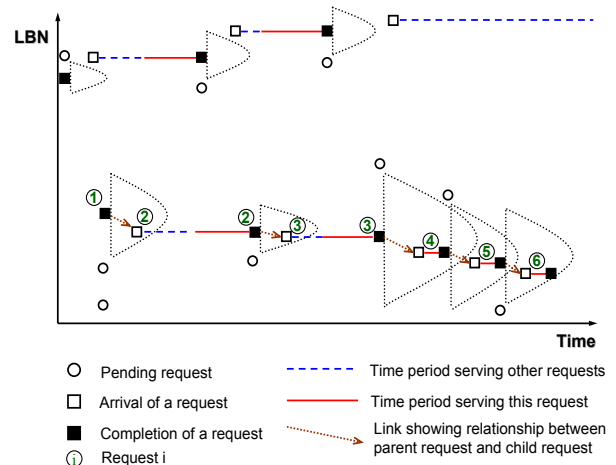 LBN
1
2
2
3
3
4
5
6
Time
Pending request
Time period serving other requests
Arrival of a request
Time period serving this request
Completion of a request
Link showing relationship between
parent request and child request
i
Request i